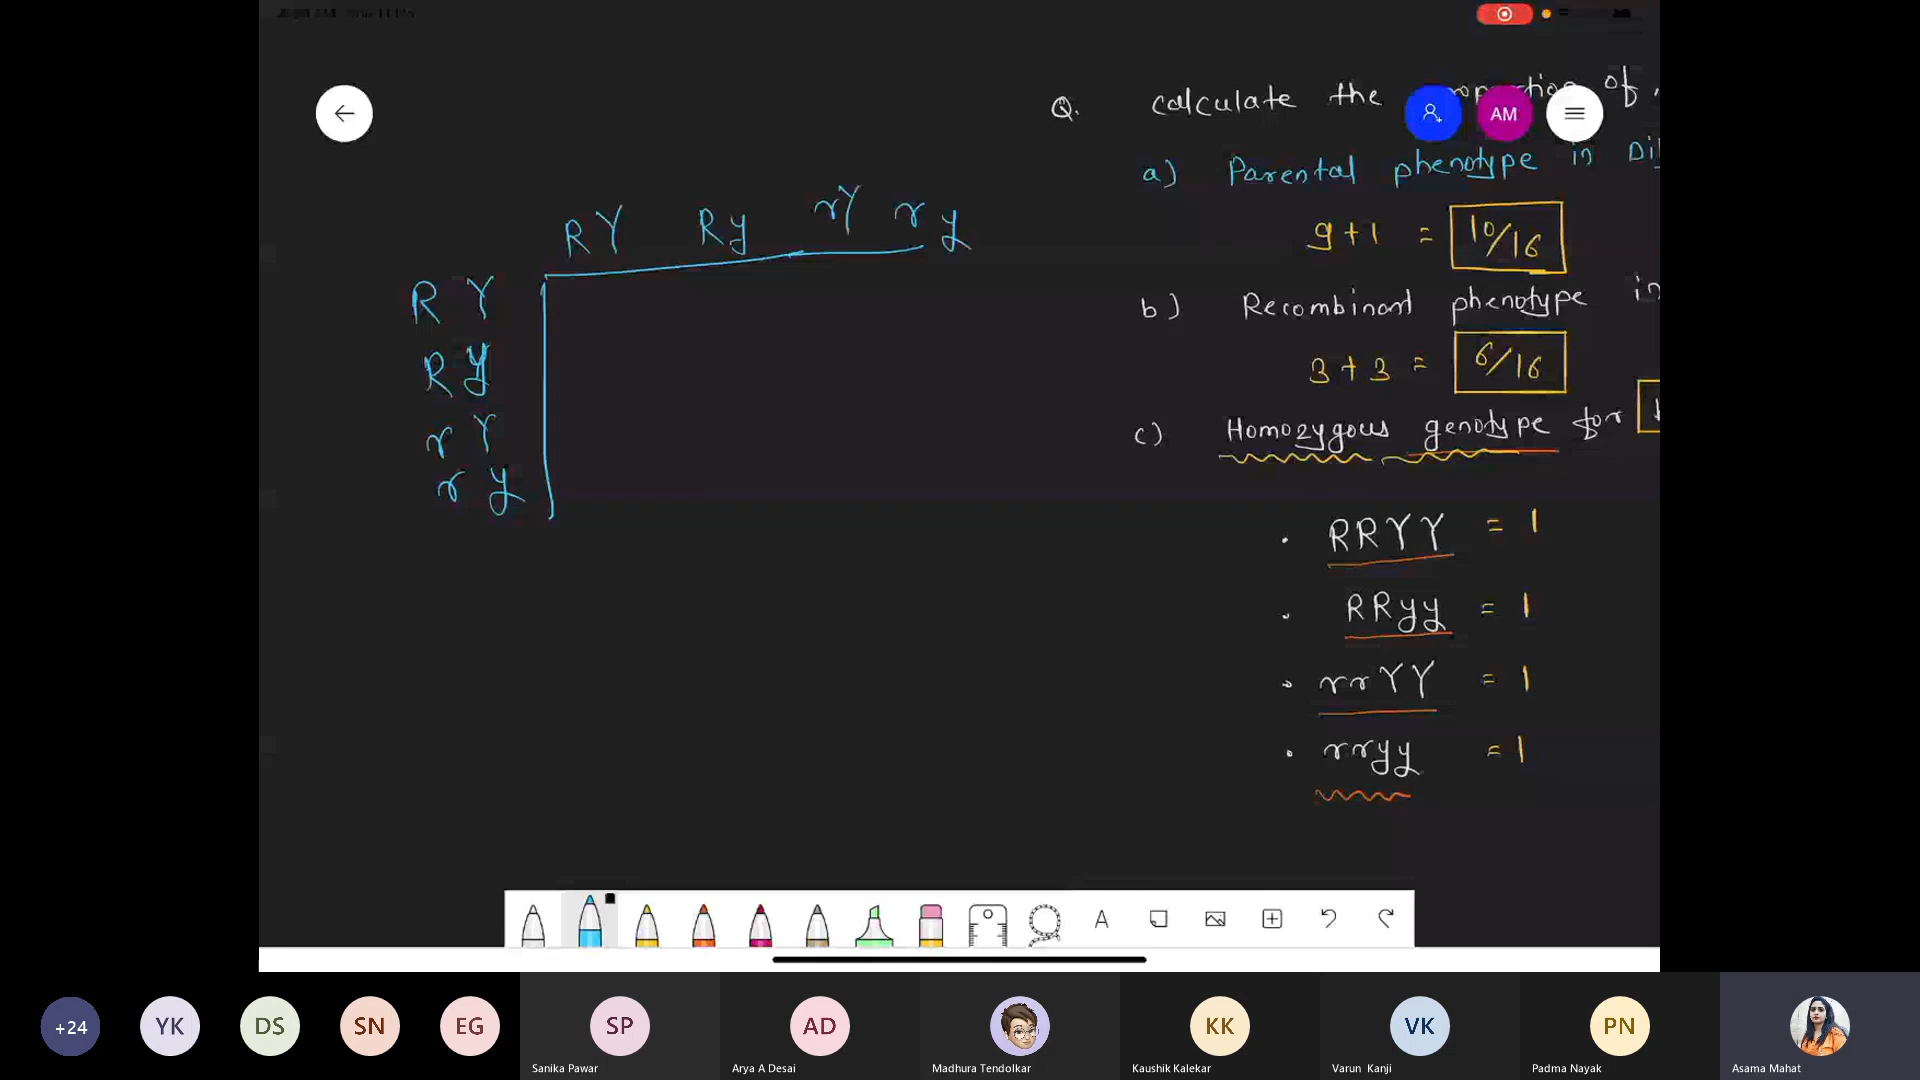 Q. calculate the of
a) Parental phenotype in
9 + 1 = 10/16
b) Recombinant phenotype in
3 + 3 = 6/16
c) Homozygous genotype for
RY Ry rY ry
RY
Ry
rY
ry
• RRYY = 1
• RRyy = 1
• rrYY = 1
• rryy = 1
AM
A
+24
YK
DS
SN
EG
SP
AD
KK
VK
PN
Sanika Pawar
Arya A Desai
Madhura Tendolkar
Kaushik Kalekar
Varun Kanji
Padma Nayak
Asama Mahat